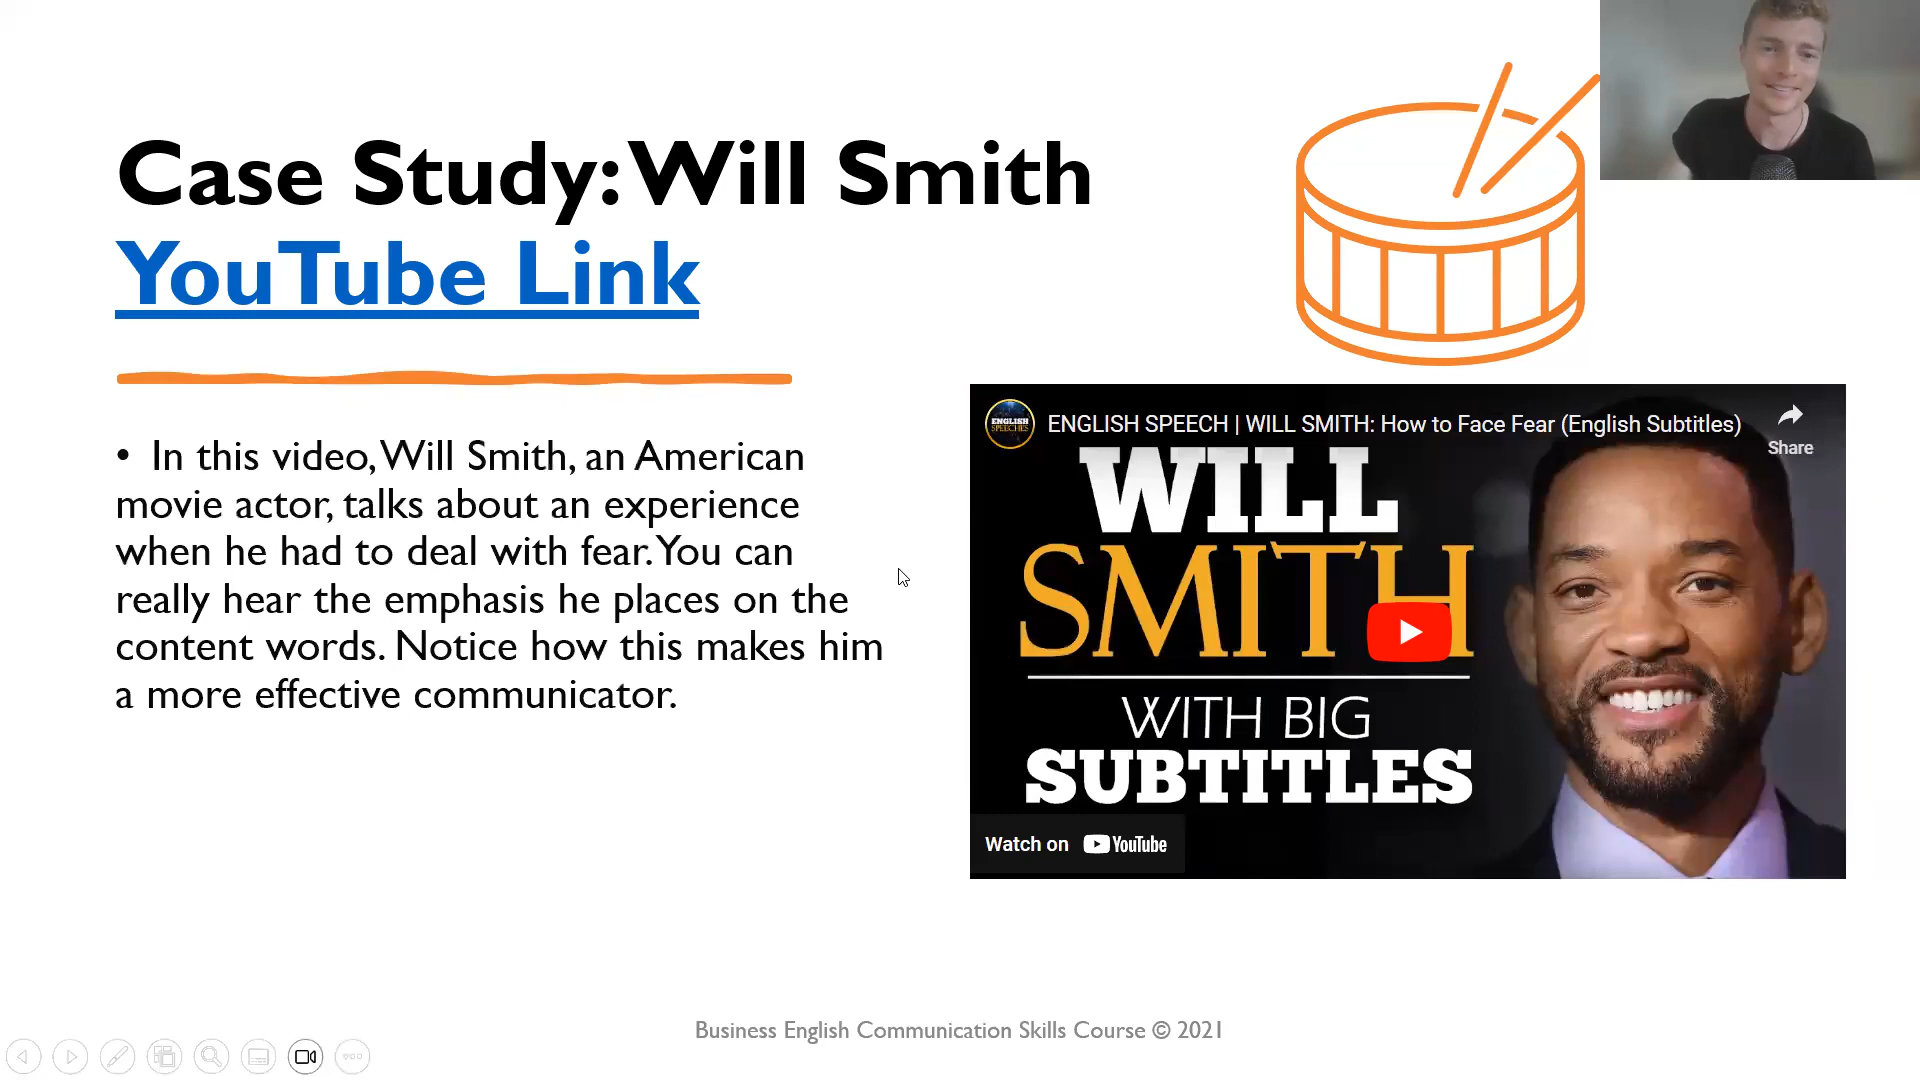 Case Study: Will Smith
YouTube Link
• In this video, Will Smith, an American
movie actor, talks about an experience
when he had to deal with fear. You can
really hear the emphasis he places on the
content words. Notice how this makes him
a more effective communicator.
ENGLISH SPEECHES
ENGLISH SPEECH | WILL SMITH: How to Face Fear (English Subtitles)
Share
WILL
SMITH
WITH BIG
SUBTITLES
Watch on YouTube
Business English Communication Skills Course © 2021